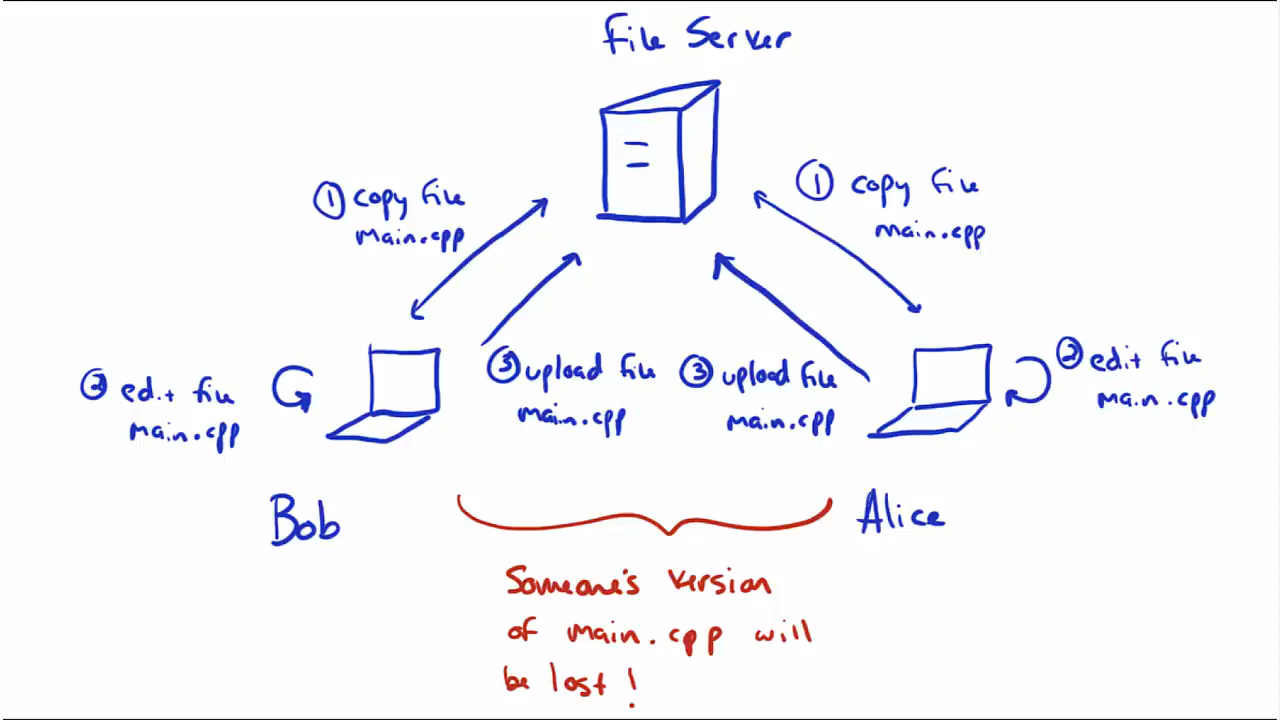 File Server
① copy file
main.cpp
① copy file
main.cpp
② edit file
main.cpp
③ upload file
main.cpp
③ upload file
main.cpp
② edit file
main.cpp
Bob
Alice
Someone's version
of main.cpp will
be lost!